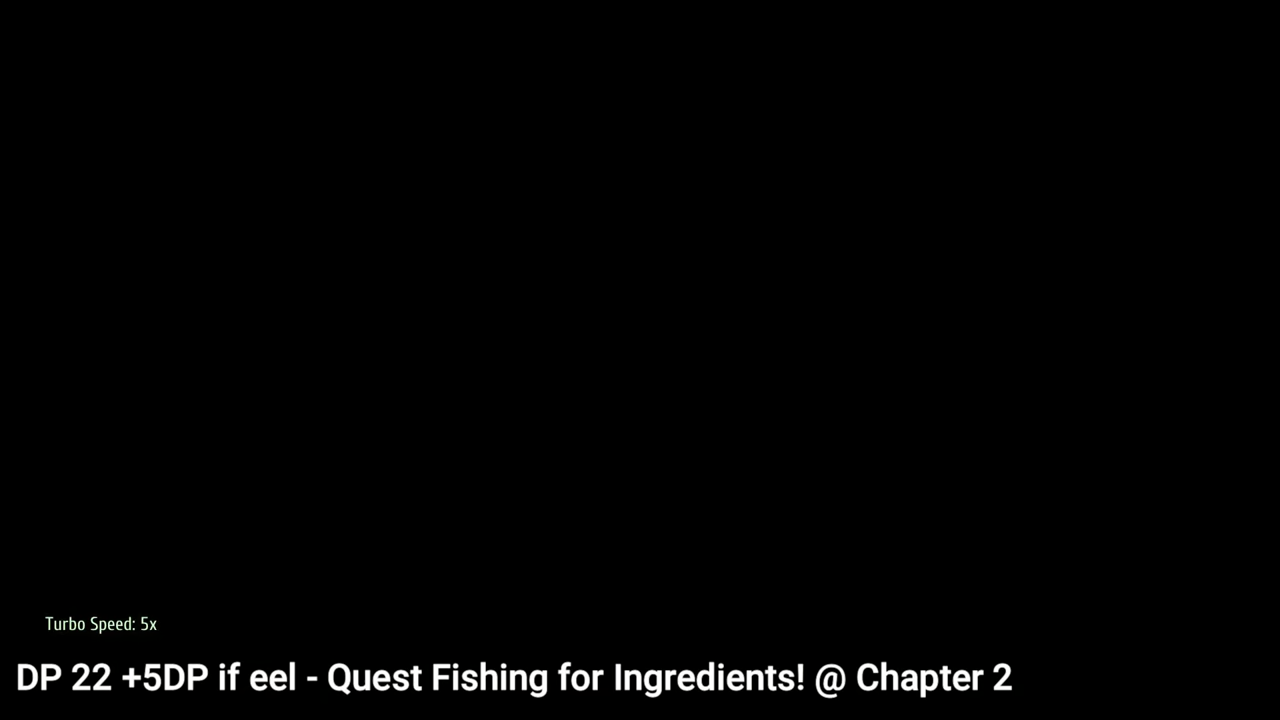 Turbo Speed: 5x
DP 22 +5DP if eel - Quest Fishing for Ingredients! @ Chapter 2